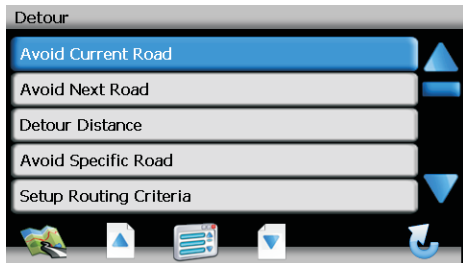 Detour
Avoid Current Road
Avoid Next Road
Detour Distance
Avoid Specific Road
Setup Routing Criteria